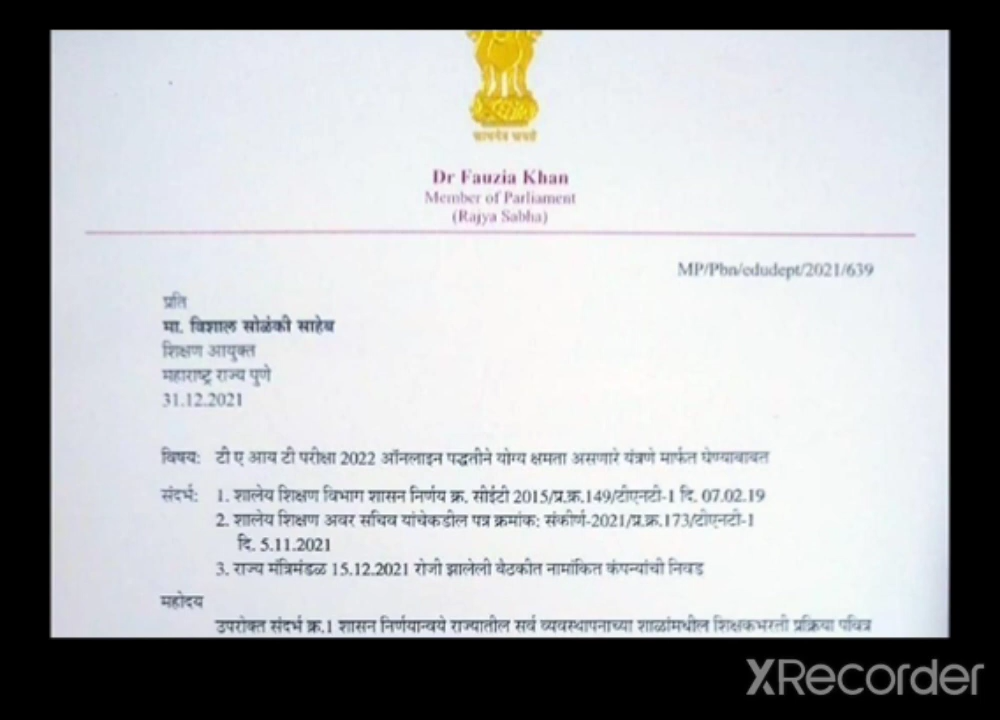 सत्यमेव जयते
Dr Fauzia Khan
Member of Parliament
(Rajya Sabha)
MP/Pbn/edudept/2021/639
प्रति
मा. विशाल सोळंकी साहेब
शिक्षण आयुक्त
महाराष्ट्र राज्य पुणे
31.12.2021
विषय: टी ए आय टी परीक्षा 2022 ऑनलाइन पद्धतीने योग्य क्षमता असणारे यंत्रणे मार्फत घेण्याबाबत
संदर्भ: 1. शालेय शिक्षण विभाग शासन निर्णय क्र. सीईटी 2015/प्र.क्र.149/टीएनटी-1 दि. 07.02.19
2. शालेय शिक्षण अवर सचिव यांचेकडील पत्र क्रमांक: संकीर्ण-2021/प्र.क्र.173/टीएनटी-1
दि. 5.11.2021
3. राज्य मंत्रिमंडळ 15.12.2021 रोजी झालेली बेठकीत नामांकित कंपन्यांची निवड
महोदय
उपरोक्त संदर्भ क्र.1 शासन निर्णयान्वये राज्यातील सर्व व्यवस्थापनाच्या शाळांमधील शिक्षकभरती प्रक्रिया पवित्र
XRecorder